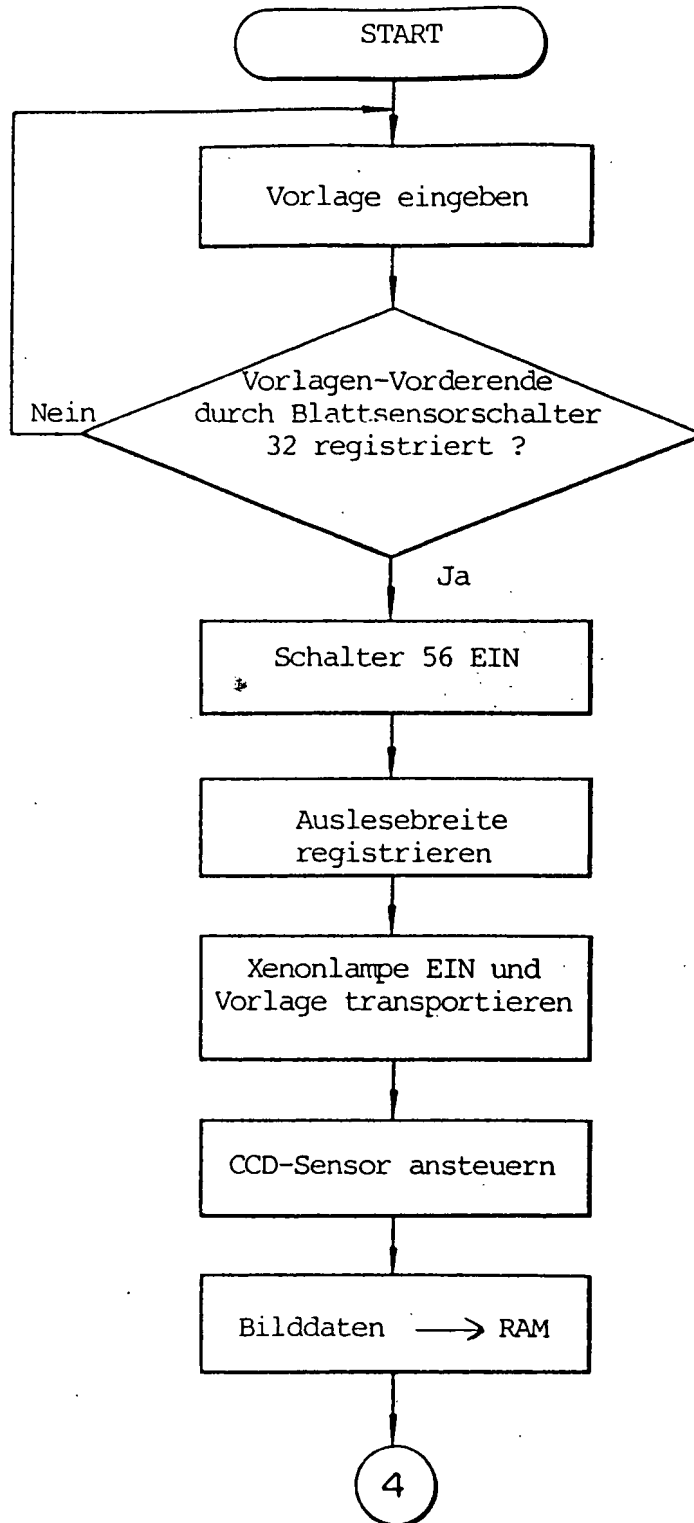 START
Vorlage eingeben
Vorlagen-Vorderende
durch Blattsensorschalter
32 registriert ?
Nein
Ja
Schalter 56 EIN
Auslesebreite
registrieren
Xenonlampe EIN und
Vorlage transportieren
CCD-Sensor ansteuern
Bilddaten → RAM
4